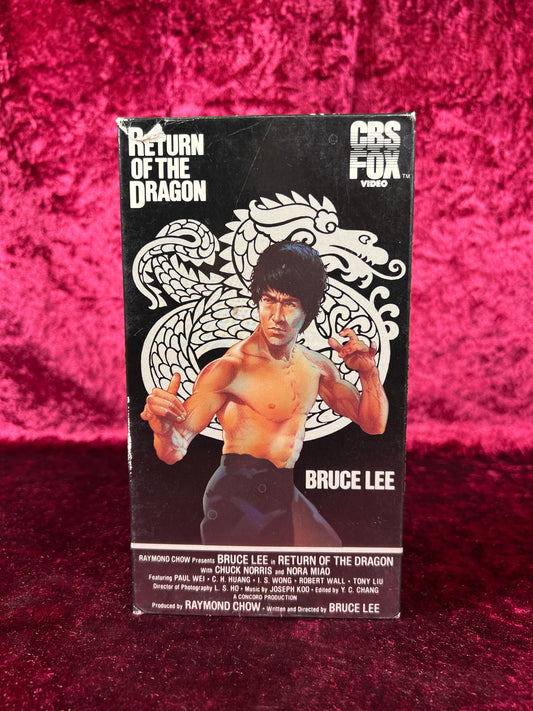 RETURN
OF THE
DRAGON
CBS
FOX
VIDEO
TM
BRUCE LEE
RAYMOND CHOW Presents BRUCE LEE in RETURN OF THE DRAGON
with CHUCK NORRIS and NORA MIAO
Featuring PAUL WEI • C. H. HUANG • I. S. WONG • ROBERT WALL • TONY LIU
Director of Photography L. S. HO • Music by JOSEPH KOO • Edited by Y. C. CHANG
A CONCORD PRODUCTION
Produced by RAYMOND CHOW • Written and Directed by BRUCE LEE